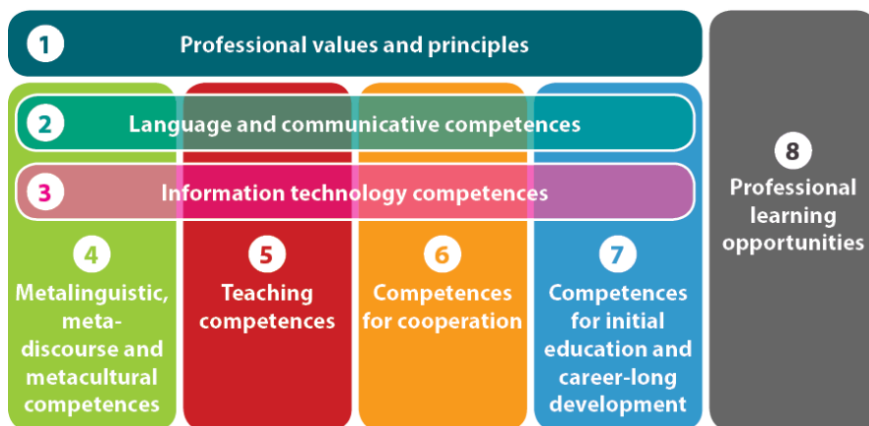 1
Professional values and principles
2
Language and communicative competences
3
Information technology competences
4
Metalinguistic,
meta-
discourse and
metacultural
competences
5
Teaching
competences
6
Competences
for cooperation
7
Competences
for initial
education and
career-long
development
8
Professional
learning
opportunities